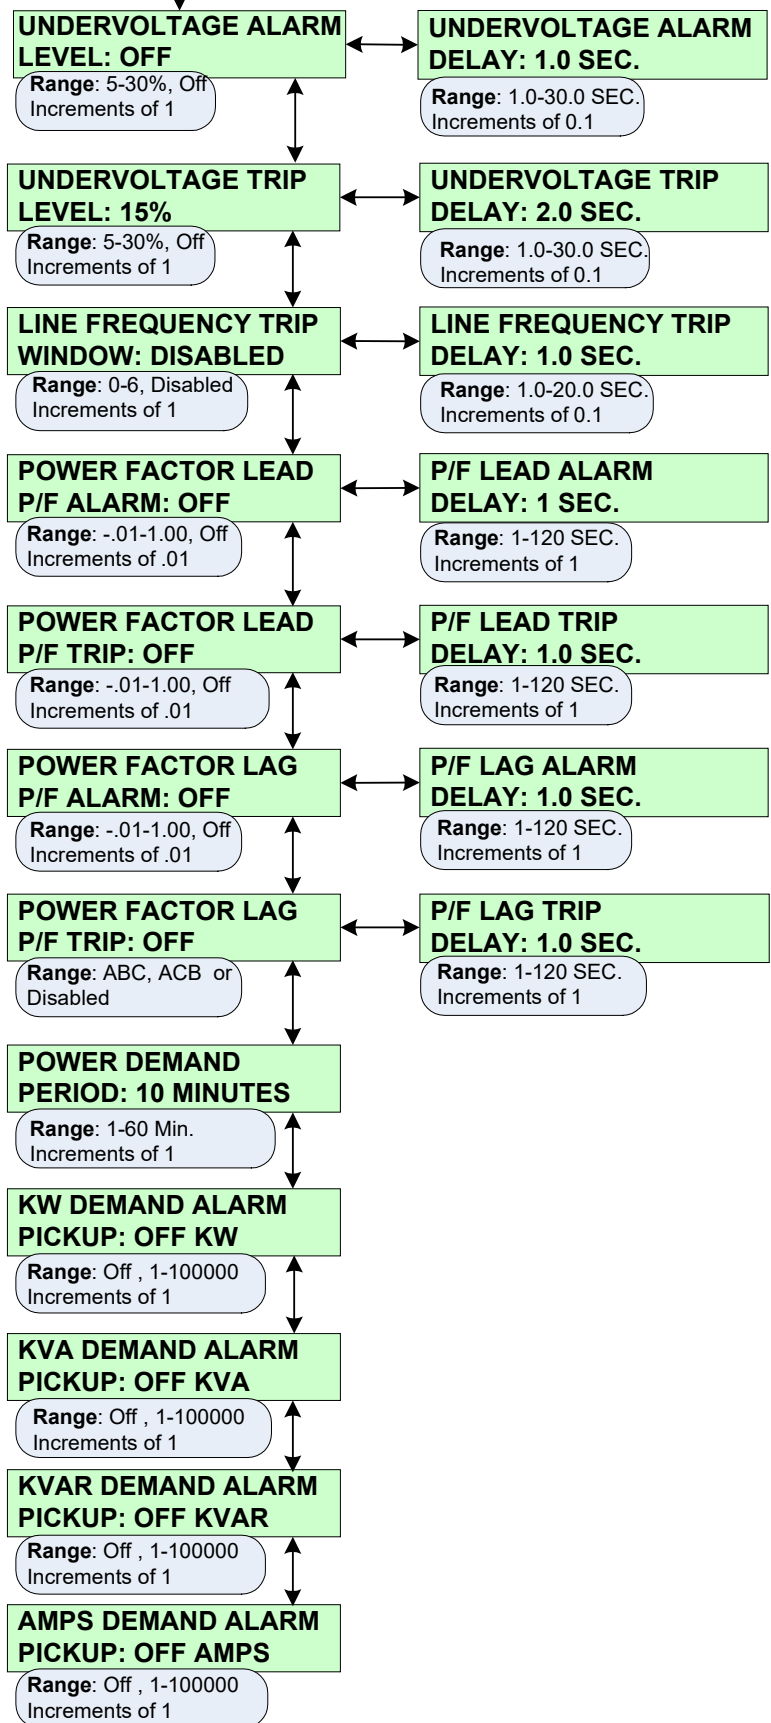 UNDERVOLTAGE ALARM
LEVEL: OFF
Range: 5-30%, Off
Increments of 1
UNDERVOLTAGE ALARM
DELAY: 1.0 SEC.
Range: 1.0-30.0 SEC.
Increments of 0.1
UNDERVOLTAGE TRIP
LEVEL: 15%
Range: 5-30%, Off
Increments of 1
UNDERVOLTAGE TRIP
DELAY: 2.0 SEC.
Range: 1.0-30.0 SEC.
Increments of 0.1
LINE FREQUENCY TRIP
WINDOW: DISABLED
Range: 0-6, Disabled
Increments of 1
LINE FREQUENCY TRIP
DELAY: 1.0 SEC.
Range: 1.0-20.0 SEC.
Increments of 0.1
POWER FACTOR LEAD
P/F ALARM: OFF
Range: -.01-1.00, Off
Increments of .01
P/F LEAD ALARM
DELAY: 1 SEC.
Range: 1-120 SEC.
Increments of 1
POWER FACTOR LEAD
P/F TRIP: OFF
Range: -.01-1.00, Off
Increments of .01
P/F LEAD TRIP
DELAY: 1.0 SEC.
Range: 1-120 SEC.
Increments of 1
POWER FACTOR LAG
P/F ALARM: OFF
Range: -.01-1.00, Off
Increments of .01
P/F LAG ALARM
DELAY: 1.0 SEC.
Range: 1-120 SEC.
Increments of 1
POWER FACTOR LAG
P/F TRIP: OFF
Range: ABC, ACB or
Disabled
P/F LAG TRIP
DELAY: 1.0 SEC.
Range: 1-120 SEC.
Increments of 1
POWER DEMAND
PERIOD: 10 MINUTES
Range: 1-60 Min.
Increments of 1
KW DEMAND ALARM
PICKUP: OFF KW
Range: Off , 1-100000
Increments of 1
KVA DEMAND ALARM
PICKUP: OFF KVA
Range: Off , 1-100000
Increments of 1
KVAR DEMAND ALARM
PICKUP: OFF KVAR
Range: Off , 1-100000
Increments of 1
AMPS DEMAND ALARM
PICKUP: OFF AMPS
Range: Off , 1-100000
Increments of 1